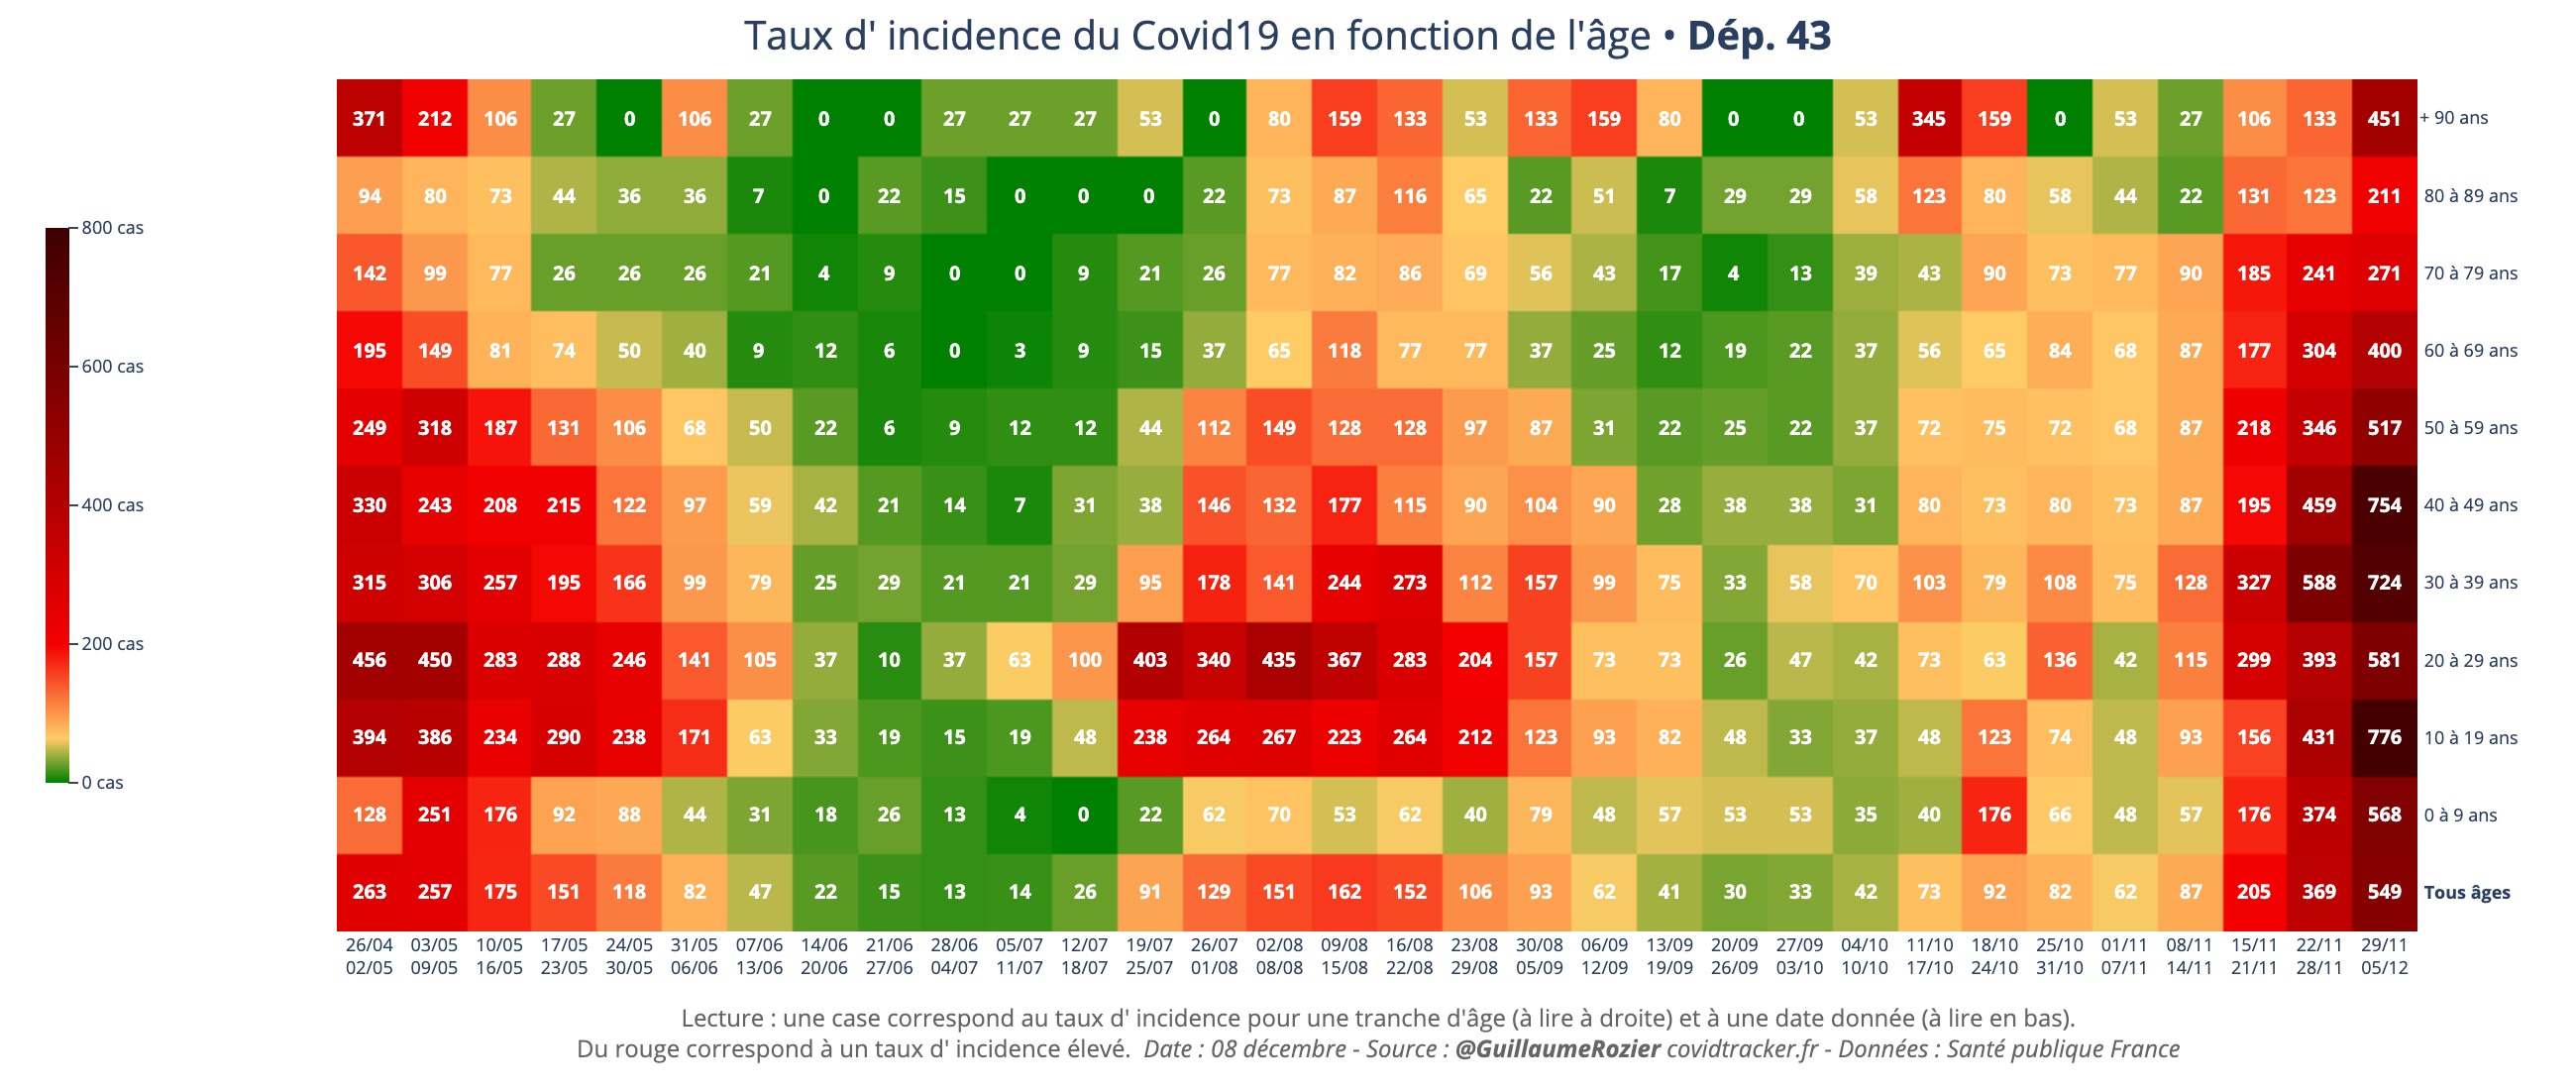 Taux d' incidence du Covid19 en fonction de l'âge • Dép. 43
371 212 106 27 0 106 27 0 0 27 27 27 53 0 80 159 133 53 133 159 80 0 0 53 345 159 0 53 27 106 133 451 + 90 ans
94 80 73 44 36 36 7 0 22 15 0 0 0 22 73 87 116 65 22 51 7 29 29 58 123 80 58 44 22 131 123 211 80 à 89 ans
800 cas
142 99 77 26 26 26 21 4 9 0 0 9 21 26 77 82 86 69 56 43 17 4 13 39 43 90 73 77 90 185 241 271 70 à 79 ans
195 149 81 74 50 40 9 12 6 0 3 9 15 37 65 118 77 77 37 25 12 19 22 37 56 65 84 68 87 177 304 400 60 à 69 ans
600 cas
249 318 187 131 106 68 50 22 6 9 12 12 44 112 149 128 128 97 87 31 22 25 22 37 72 75 72 68 87 218 346 517 50 à 59 ans
400 cas
330 243 208 215 122 97 59 42 21 14 7 31 38 146 132 177 115 90 104 90 28 38 38 31 80 73 80 73 87 195 459 754 40 à 49 ans
315 306 257 195 166 99 79 25 29 21 21 29 95 178 141 244 273 112 157 99 75 33 58 70 103 79 108 75 128 327 588 724 30 à 39 ans
200 cas
456 450 283 288 246 141 105 37 10 37 63 100 403 340 435 367 283 204 157 73 73 26 47 42 73 63 136 42 115 299 393 581 20 à 29 ans
394 386 234 290 238 171 63 33 19 15 19 48 238 264 267 223 264 212 123 93 82 48 33 37 48 123 74 48 93 156 431 776 10 à 19 ans
0 cas
128 251 176 92 88 44 31 18 26 13 4 0 22 62 70 53 62 40 79 48 57 53 53 35 40 176 66 48 57 176 374 568 0 à 9 ans
263 257 175 151 118 82 47 22 15 13 14 26 91 129 151 162 152 106 93 62 41 30 33 42 73 92 82 62 87 205 369 549 Tous âges
26/04 03/05 10/05 17/05 24/05 31/05 07/06 14/06 21/06 28/06 05/07 12/07 19/07 26/07 02/08 09/08 16/08 23/08 30/08 06/09 13/09 20/09 27/09 04/10 11/10 18/10 25/10 01/11 08/11 15/11 22/11 29/11
02/05 09/05 16/05 23/05 30/05 06/06 13/06 20/06 27/06 04/07 11/07 18/07 25/07 01/08 08/08 15/08 22/08 29/08 05/09 12/09 19/09 26/09 03/10 10/10 17/10 24/10 31/10 07/11 14/11 21/11 28/11 05/12
Lecture : une case correspond au taux d' incidence pour une tranche d'âge (à lire à droite) et à une date donnée (à lire en bas).
Du rouge correspond à un taux d' incidence élevé. Date : 08 décembre - Source : @GuillaumeRozier covidtracker.fr - Données : Santé publique France